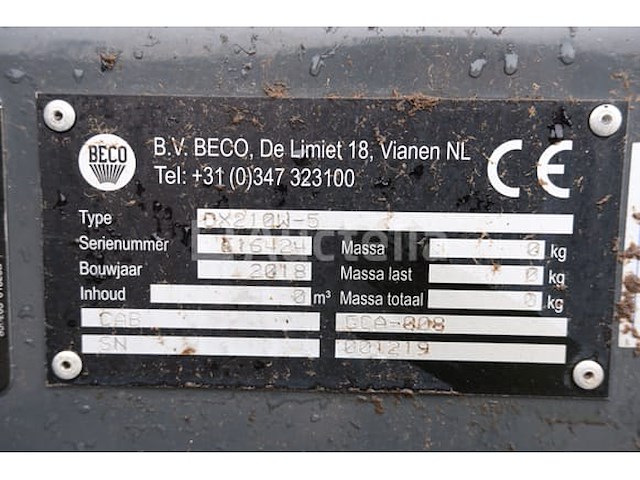 BECO
B.V. BECO, De Limiet 18, Vianen NL
Tel: +31 (0)347 323100
CE
Type DX210W-5
Serienummer 616424 Massa 0 kg
Bouwjaar 2018 Massa last 0 kg
Inhoud 0 m³ Massa totaal 0 kg
CAB GCA-008
SN 001219
Auctelia